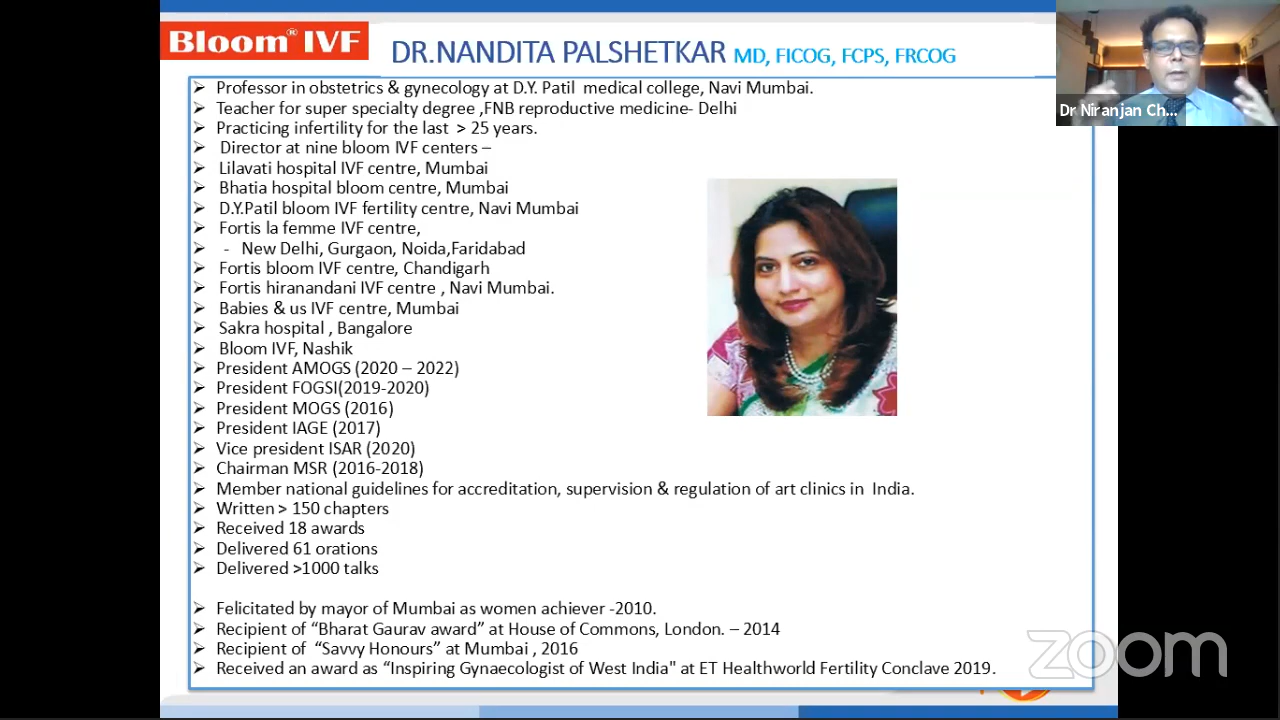 Bloom® IVF
DR.NANDITA PALSHETKAR MD, FICOG, FCPS, FRCOG
Dr Niranjan Ch...
➢ Professor in obstetrics & gynecology at D.Y. Patil medical college, Navi Mumbai.
➢ Teacher for super specialty degree ,FNB reproductive medicine- Delhi
➢ Practicing infertility for the last > 25 years.
➢ Director at nine bloom IVF centers –
➢ Lilavati hospital IVF centre, Mumbai
➢ Bhatia hospital bloom centre, Mumbai
➢ D.Y.Patil bloom IVF fertility centre, Navi Mumbai
➢ Fortis la femme IVF centre,
➢ - New Delhi, Gurgaon, Noida,Faridabad
➢ Fortis bloom IVF centre, Chandigarh
➢ Fortis hiranandani IVF centre , Navi Mumbai.
➢ Babies & us IVF centre, Mumbai
➢ Sakra hospital , Bangalore
➢ Bloom IVF, Nashik
➢ President AMOGS (2020 – 2022)
➢ President FOGSI(2019-2020)
➢ President MOGS (2016)
➢ President IAGE (2017)
➢ Vice president ISAR (2020)
➢ Chairman MSR (2016-2018)
➢ Member national guidelines for accreditation, supervision & regulation of art clinics in India.
➢ Written > 150 chapters
➢ Received 18 awards
➢ Delivered 61 orations
➢ Delivered >1000 talks
➢ Felicitated by mayor of Mumbai as women achiever -2010.
➢ Recipient of “Bharat Gaurav award” at House of Commons, London. – 2014
➢ Recipient of “Savvy Honours” at Mumbai , 2016
➢ Received an award as “Inspiring Gynaecologist of West India" at ET Healthworld Fertility Conclave 2019.
zoom